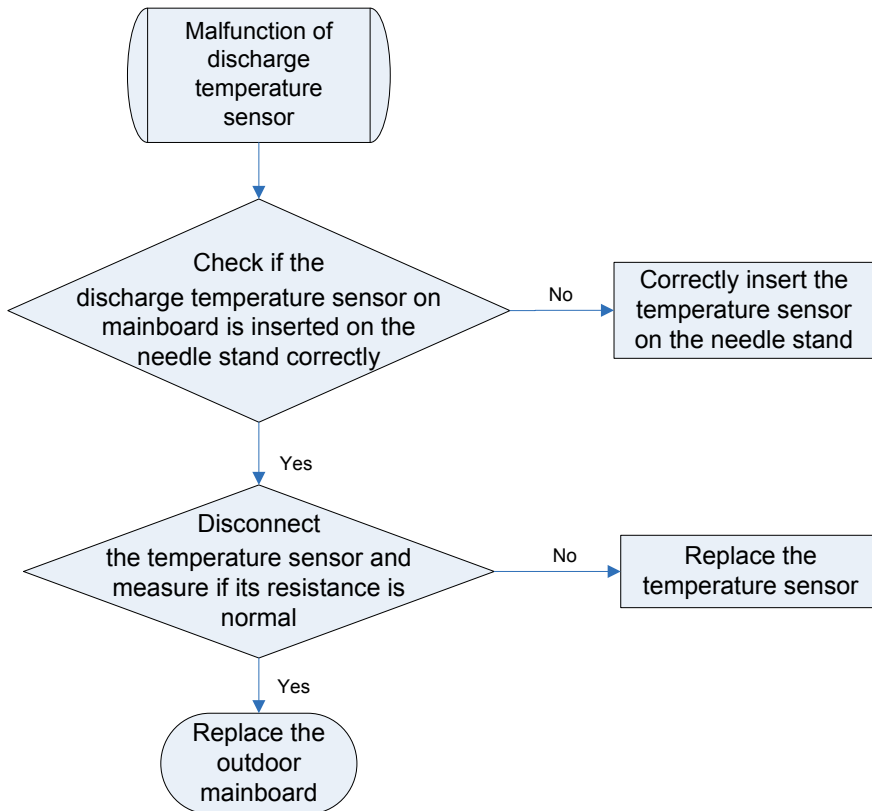 Malfunction of
discharge
temperature
sensor
Check if the
discharge temperature sensor on
mainboard is inserted on the
needle stand correctly
No
Correctly insert the
temperature sensor
on the needle stand
Yes
Disconnect
the temperature sensor and
measure if its resistance is
normal
No
Replace the
temperature sensor
Yes
Replace the
outdoor
mainboard